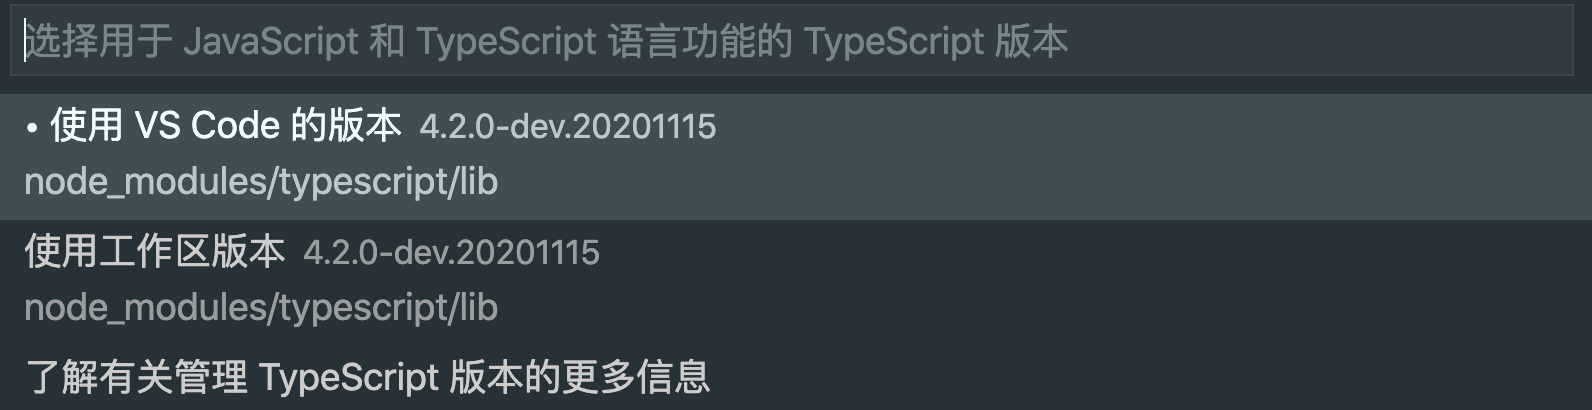 选择用于 JavaScript 和 TypeScript 语言功能的 TypeScript 版本
• 使用 VS Code 的版本 4.2.0-dev.20201115
node_modules/typescript/lib
使用工作区版本 4.2.0-dev.20201115
node_modules/typescript/lib
了解有关管理 TypeScript 版本的更多信息